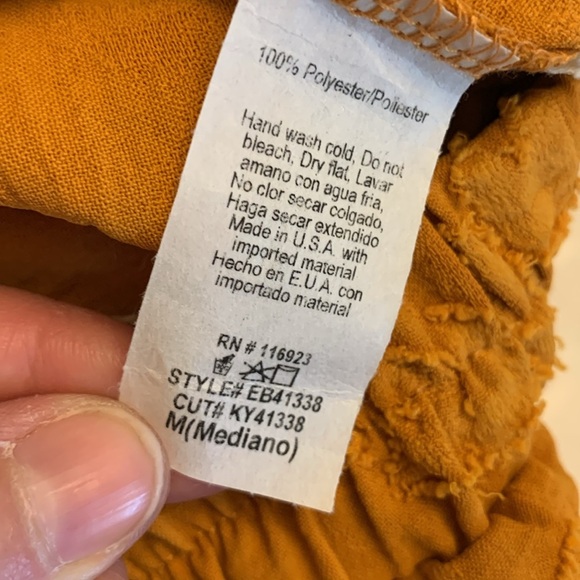 100% Polyester/Poliester
Hand wash cold, Do not
bleach, Dry flat, Lavar
amano con agua fria,
No clor secar colgado,
Haga secar extendido
Made in U.S.A. with
imported material
Hecho en E.U.A. con
importado material
RN # 116923
STYLE# EB41338
CUT# KY41338
M(Mediano)